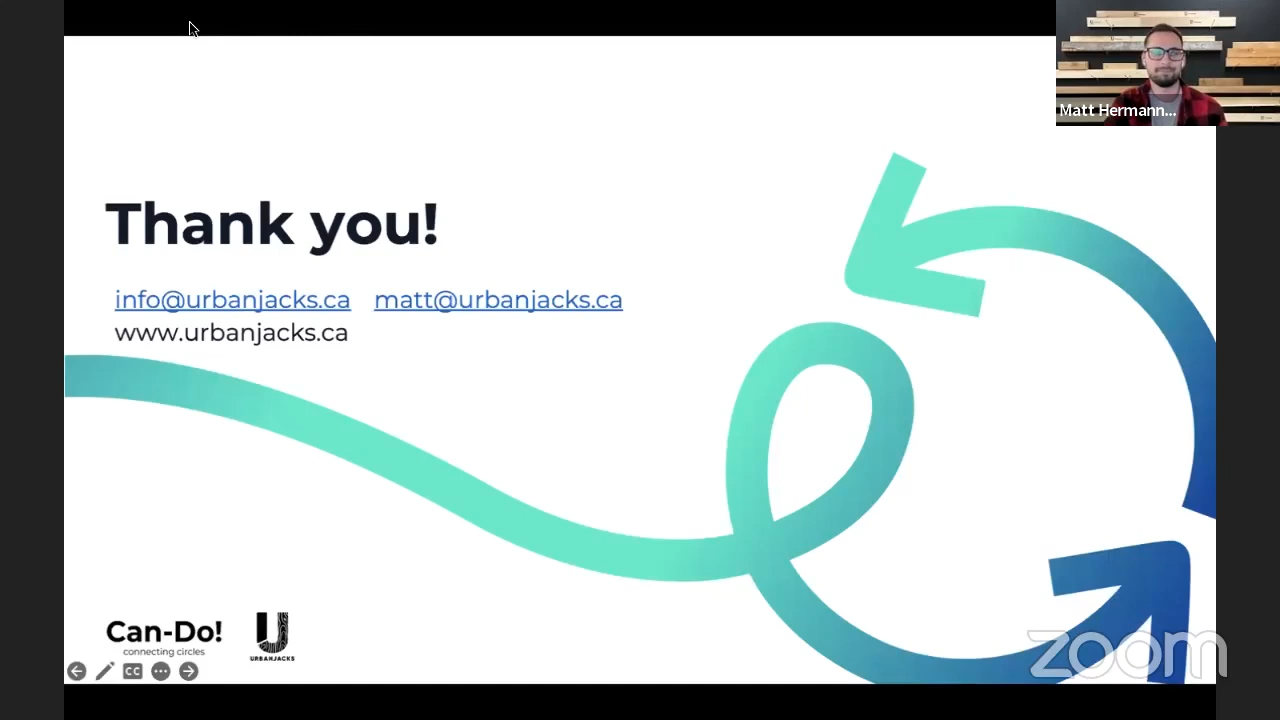 Matt Hermann...
Thank you!
info@urbanjacks.ca matt@urbanjacks.ca
www.urbanjacks.ca
Can-Do!
connecting circles
URBANJACKS
CC
zoom